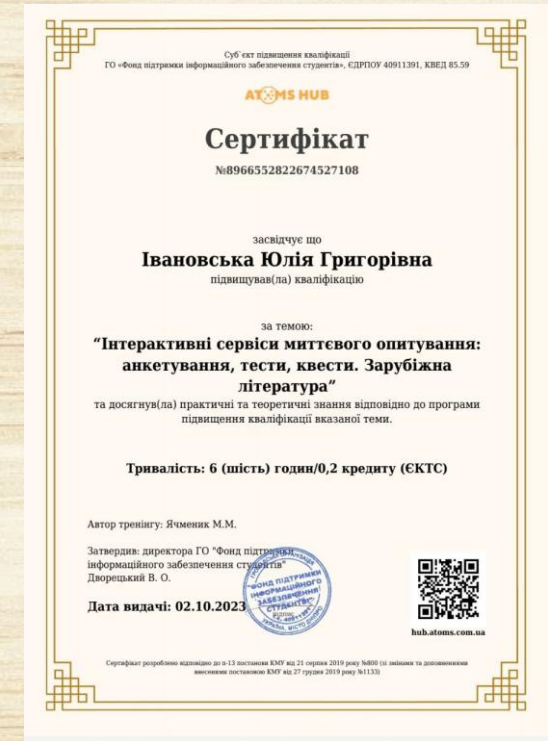 Суб`єкт підвищення кваліфікації
ГО «Фонд підтримки інформаційного забезпечення студентів», ЄДРПОУ 40911391, КВЕД 85.59
ATOMS HUB
Сертифікат
№8966552822674527108
засвідчує що
Івановська Юлія Григорівна
підвищував(ла) кваліфікацію
за темою:
“Інтерактивні сервіси миттєвого опитування:
анкетування, тести, квести. Зарубіжна
література”
та досягнув(ла) практичні та теоретичні знання відповідно до програми
підвищення кваліфікації вказаної теми.
Тривалість: 6 (шість) годин/0,2 кредиту (ЄКТС)
Автор тренінгу: Ячменик М.М.
Затвердив: директора ГО "Фонд підтримки
інформаційного забезпечення студентів"
Дворецький В. О.
Дата видачі: 02.10.2023
ФОНД ПІДТРИМКИ
ІНФОРМАЦІЙНОГО
ЗАБЕЗПЕЧЕННЯ
СТУДЕНТІВ
hub.atoms.com.ua
Сертифікат розроблено відповідно до п-13 постанови КМУ від 21 серпня 2019 року №800 (зі змінами та доповненнями
внесеними постановою КМУ від 27 грудня 2019 року №1133)